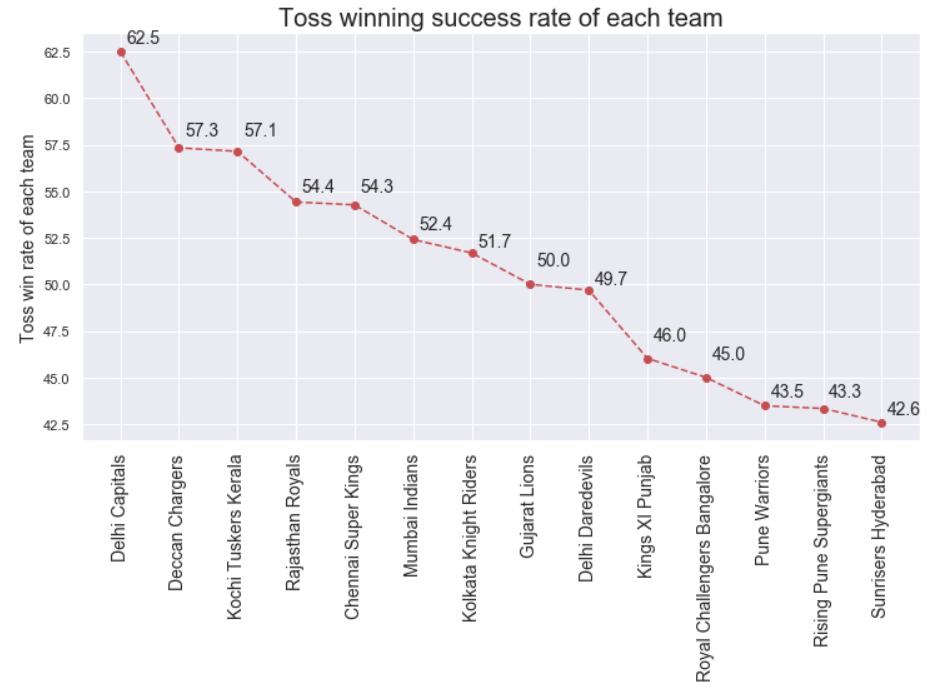 Toss winning success rate of each team
Toss win rate of each team
62.5
60.0
57.5
55.0
52.5
50.0
47.5
45.0
42.5
62.5
57.3
57.1
54.4
54.3
52.4
51.7
50.0
49.7
46.0
45.0
43.5
43.3
42.6
Delhi Capitals
Deccan Chargers
Kochi Tuskers Kerala
Rajasthan Royals
Chennai Super Kings
Mumbai Indians
Kolkata Knight Riders
Gujarat Lions
Delhi Daredevils
Kings XI Punjab
Royal Challengers Bangalore
Pune Warriors
Rising Pune Supergiants
Sunrisers Hyderabad